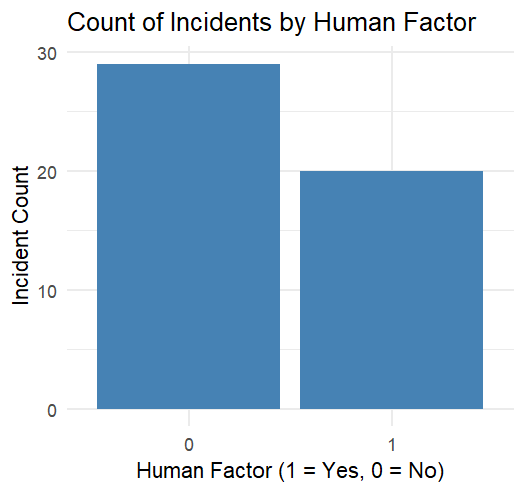 Count of Incidents by Human Factor
30
20
10
0
Incident Count
0 1
Human Factor (1 = Yes, 0 = No)